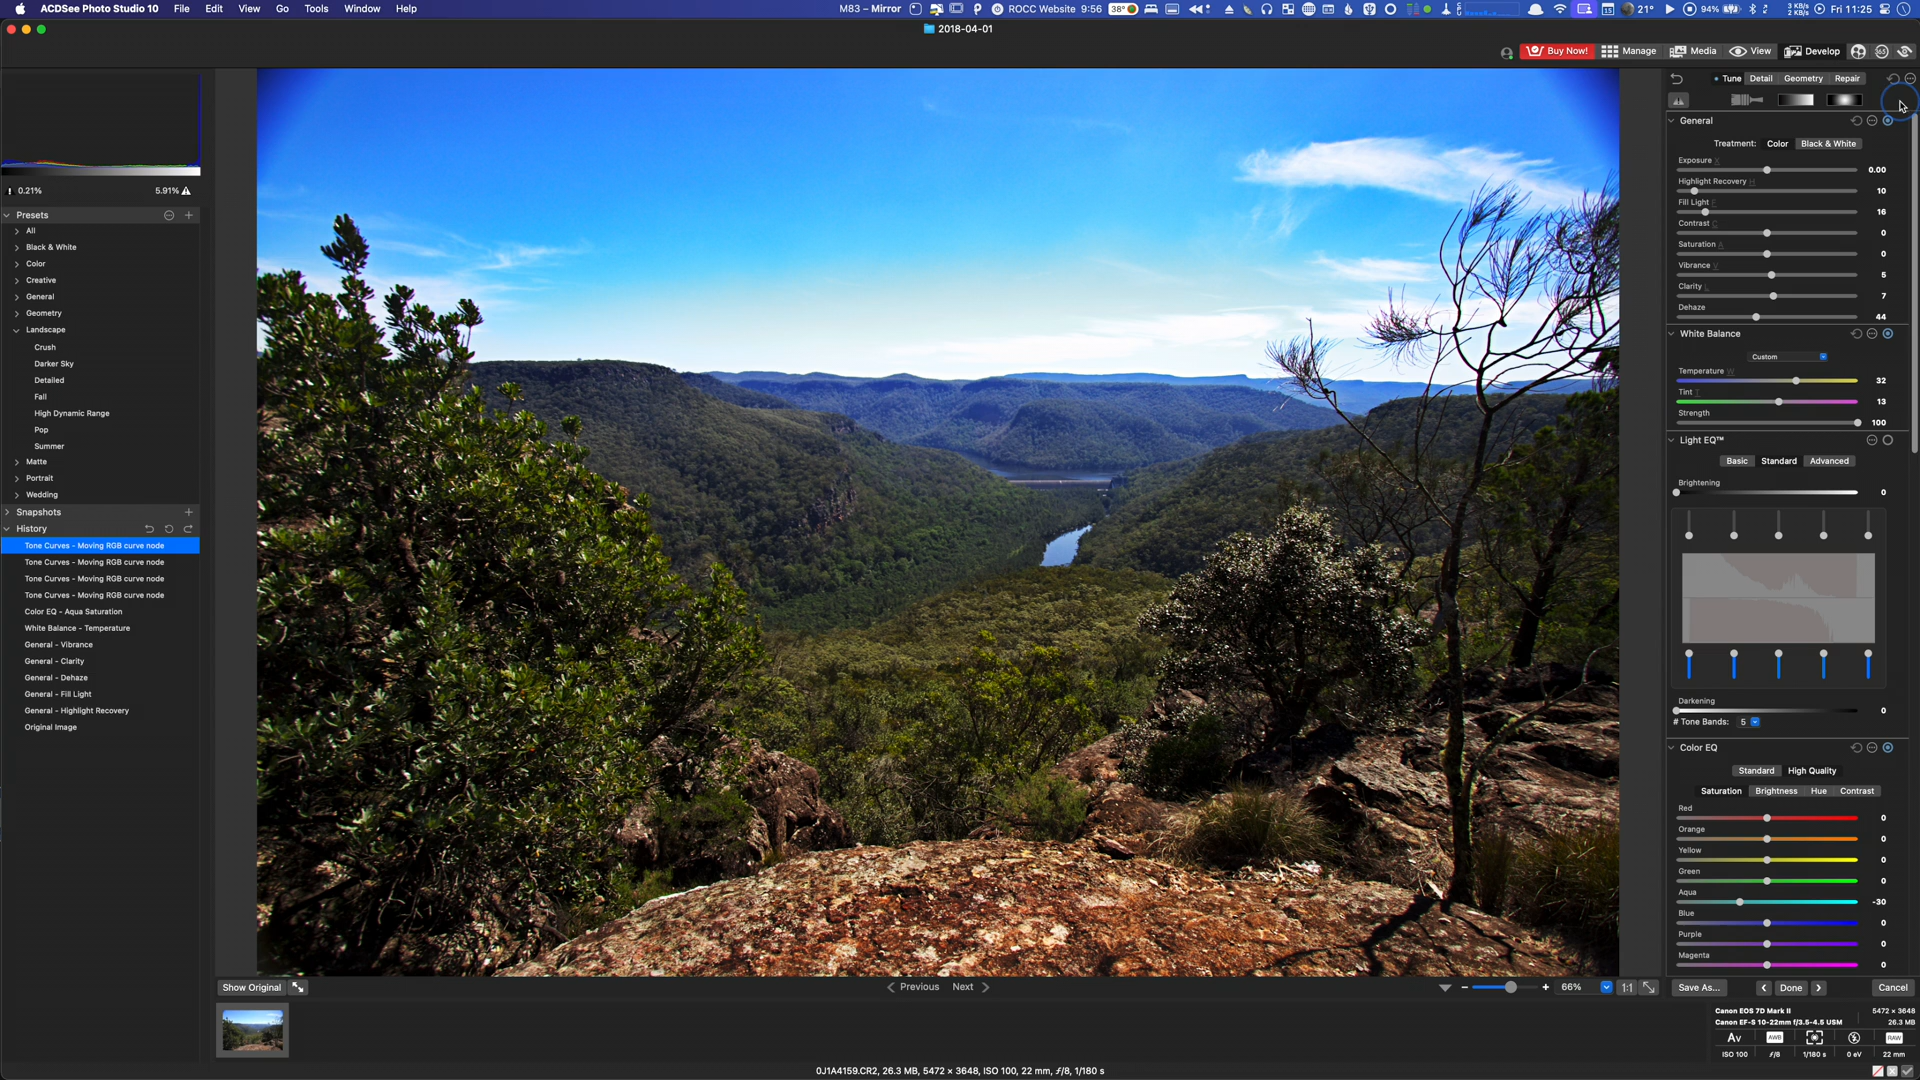 ACDSee Photo Studio 10 File Edit View Go Tools Window Help M83 – Mirror ROCC Website 9:56 38° 21° 94% 3 KB/s 2 KB/s Fri 11:25
2018-04-01
Buy Now! Manage Media View Develop 365
Tune Detail Geometry Repair
General
Treatment: Color Black & White
Exposure X
0.00
Highlight Recovery H
10
Fill Light F
16
Contrast C
0
Saturation A
0
Vibrance V
5
Clarity L
7
Dehaze
44
White Balance
Custom
Temperature W
32
Tint T
13
Strength
100
Light EQ™
Basic Standard Advanced
Brightening
0
Darkening
0
# Tone Bands: 5
Color EQ
Standard High Quality
Saturation Brightness Hue Contrast
Red
0
Orange
0
Yellow
0
Green
0
Aqua
-30
Blue
0
Purple
0
Magenta
0
0.21% 5.91%
Presets
All
Black & White
Color
Creative
General
Geometry
Landscape
Crush
Darker Sky
Detailed
Fall
High Dynamic Range
Pop
Summer
Matte
Portrait
Wedding
Snapshots
History
Tone Curves - Moving RGB curve node
Tone Curves - Moving RGB curve node
Tone Curves - Moving RGB curve node
Tone Curves - Moving RGB curve node
Color EQ - Aqua Saturation
White Balance - Temperature
General - Vibrance
General - Clarity
General - Dehaze
General - Fill Light
General - Highlight Recovery
Original Image
Show Original Previous Next 66% 1:1 Save As... Done Cancel
Canon EOS 7D Mark II 5472 × 3648
Canon EF-S 10-22mm f/3.5-4.5 USM 26.3 MB
Av AWB RAW
ISO 100 f/8 1/180 s 0 eV 22 mm
0J1A4159.CR2, 26.3 MB, 5472 × 3648, ISO 100, 22 mm, f/8, 1/180 s